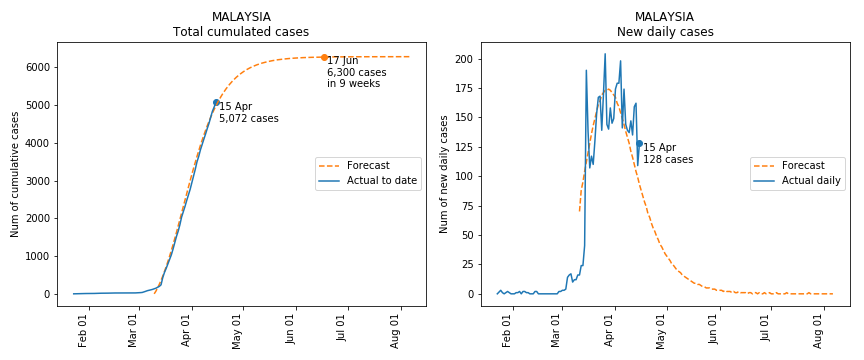 MALAYSIA
Total cumulated cases
Num of cumulative cases
6000
5000
4000
3000
2000
1000
0
17 Jun
6,300 cases
in 9 weeks
15 Apr
5,072 cases
Forecast
Actual to date
Feb 01
Mar 01
Apr 01
May 01
Jun 01
Jul 01
Aug 01
MALAYSIA
New daily cases
Num of new daily cases
200
175
150
125
100
75
50
25
0
15 Apr
128 cases
Forecast
Actual daily
Feb 01
Mar 01
Apr 01
May 01
Jun 01
Jul 01
Aug 01